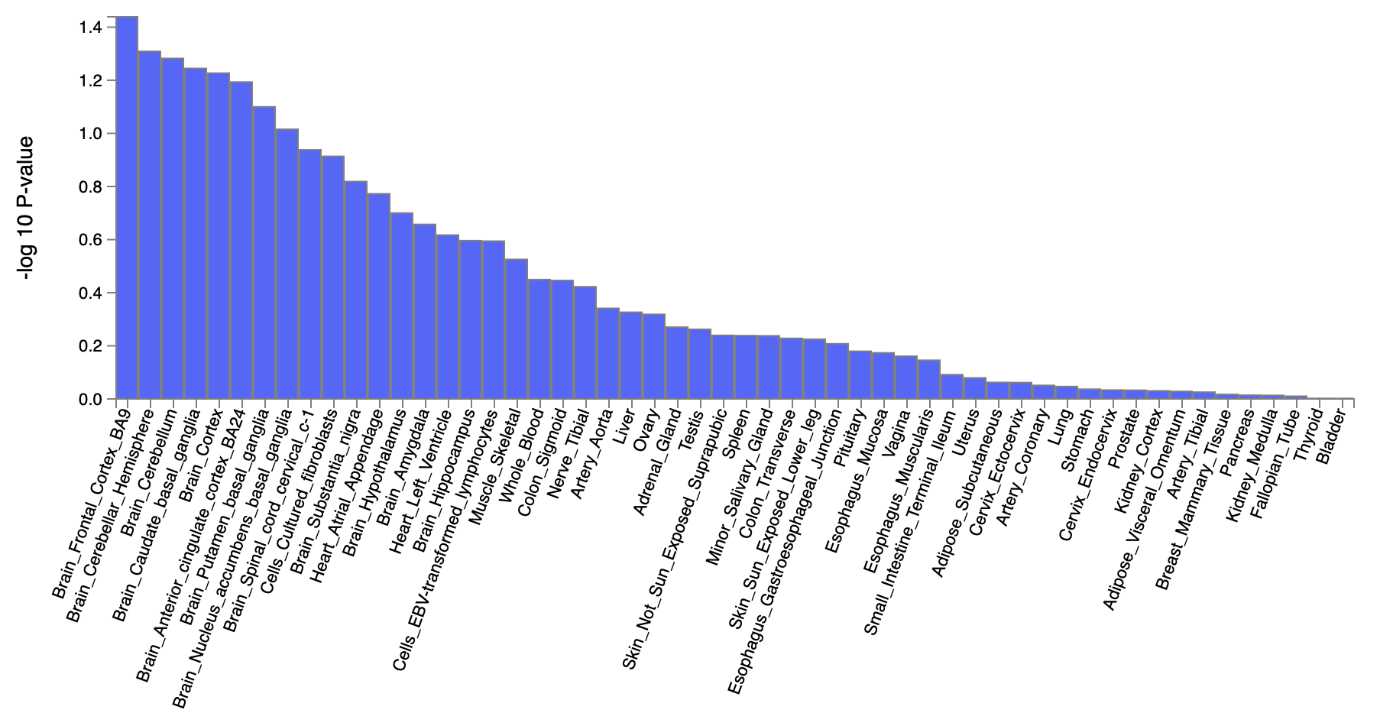 -log 10 P-value
1.4
1.2
1.0
0.8
0.6
0.4
0.2
0.0
Brain_Frontal_Cortex_BA9
Brain_Cerebellar_Hemisphere
Brain_Cerebellum
Brain_Caudate_basal_ganglia
Brain_Cortex
Brain_Anterior_cingulate_cortex_BA24
Brain_Putamen_basal_ganglia
Brain_Nucleus_accumbens_basal_ganglia
Brain_Spinal_cord_cervical_c-1
Cells_Cultured_fibroblasts
Brain_Substantia_nigra
Heart_Atrial_Appendage
Brain_Hypothalamus
Brain_Amygdala
Heart_Left_Ventricle
Brain_Hippocampus
Cells_EBV-transformed_lymphocytes
Muscle_Skeletal
Whole_Blood
Colon_Sigmoid
Nerve_Tibial
Artery_Aorta
Liver
Ovary
Adrenal_Gland
Testis
Skin_Not_Sun_Exposed_Suprapubic
Spleen
Minor_Salivary_Gland
Colon_Transverse
Skin_Sun_Exposed_Lower_leg
Esophagus_Gastroesophageal_Junction
Pituitary
Esophagus_Mucosa
Vagina
Esophagus_Muscularis
Small_Intestine_Terminal_Ileum
Uterus
Adipose_Subcutaneous
Cervix_Ectocervix
Artery_Coronary
Lung
Stomach
Cervix_Endocervix
Prostate
Kidney_Cortex
Adipose_Visceral_Omentum
Artery_Tibial
Breast_Mammary_Tissue
Pancreas
Kidney_Medulla
Fallopian_Tube
Thyroid
Bladder